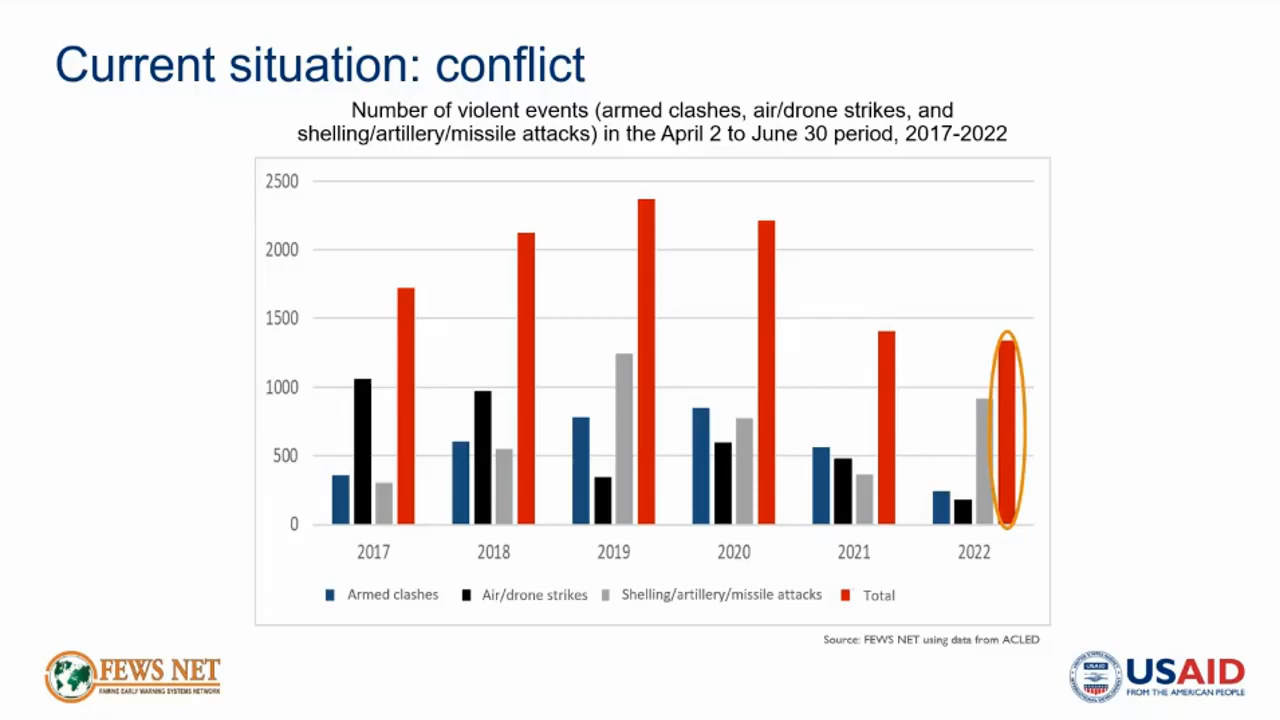 Current situation: conflict
Number of violent events (armed clashes, air/drone strikes, and
shelling/artillery/missile attacks) in the April 2 to June 30 period, 2017-2022
2500
2000
1500
1000
500
0
2017 2018 2019 2020 2021 2022
Armed clashes Air/drone strikes Shelling/artillery/missile attacks Total
Source: FEWS NET using data from ACLED
FEWS NET
FAMINE EARLY WARNING SYSTEMS NETWORK
USAID
USAID
FROM THE AMERICAN PEOPLE